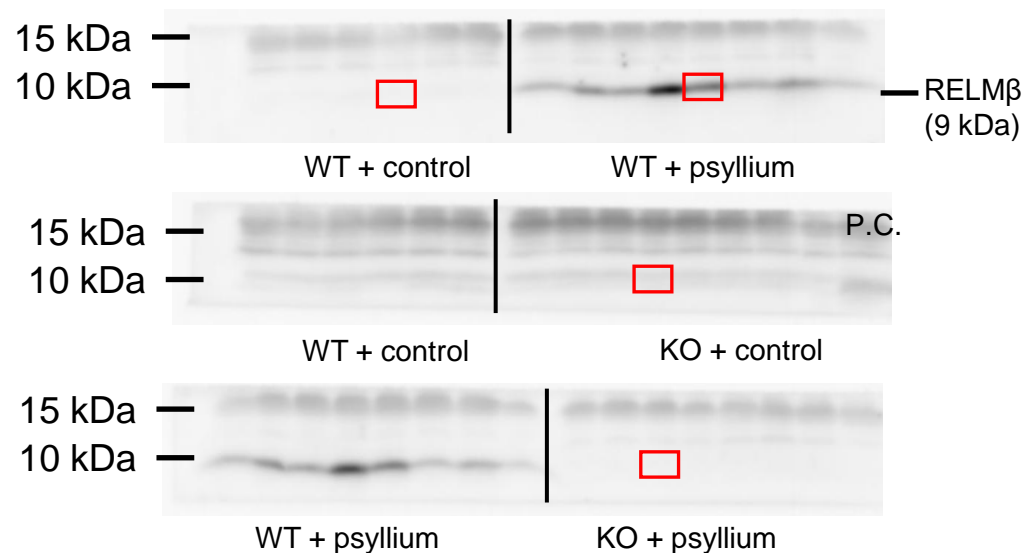 15 kDa
10 kDa
RELMβ
(9 kDa)
WT + control
WT + psyllium
15 kDa
P.C.
10 kDa
WT + control
KO + control
15 kDa
10 kDa
WT + psyllium
KO + psyllium